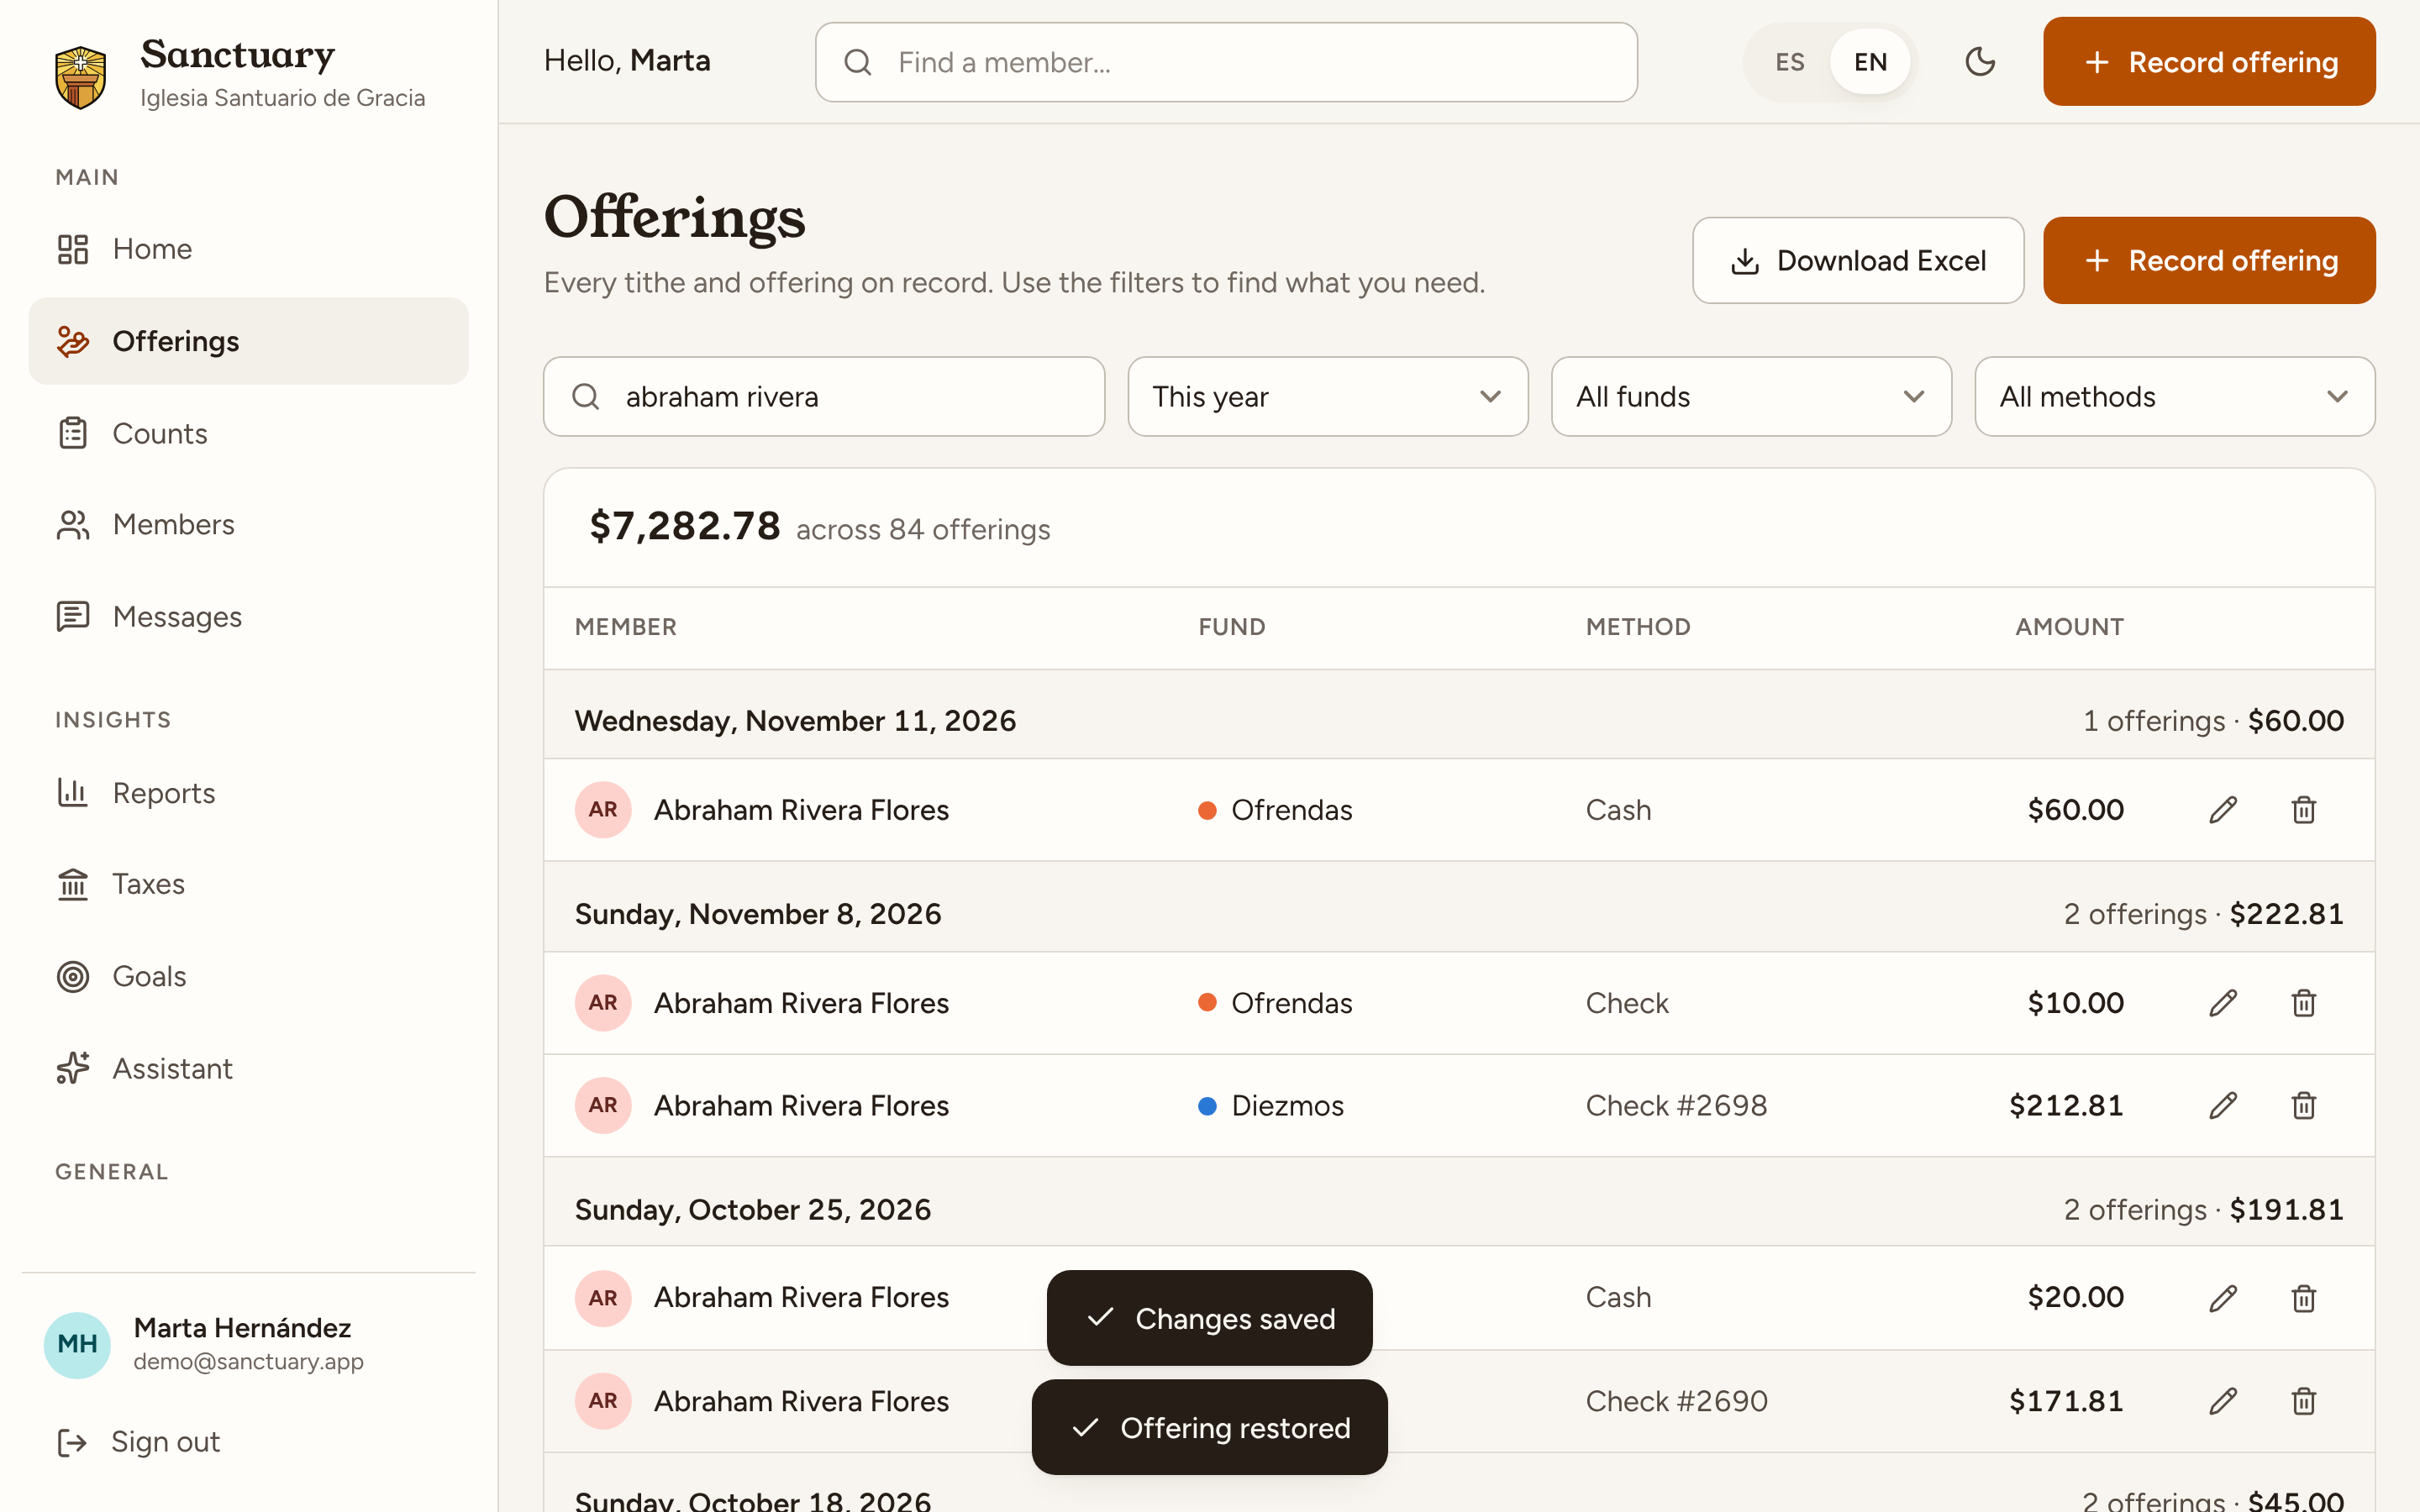 Sanctuary
Iglesia Santuario de Gracia
MAIN
Home
Offerings
Counts
Members
Messages
INSIGHTS
Reports
Taxes
Goals
Assistant
GENERAL
MH
Marta Hernández
demo@sanctuary.app
Sign out
Hello, Marta
Find a member...
ES EN
Record offering
Offerings
Every tithe and offering on record. Use the filters to find what you need.
Download Excel
Record offering
abraham rivera
This year
All funds
All methods
$7,282.78 across 84 offerings
MEMBER FUND METHOD AMOUNT
Wednesday, November 11, 2026 1 offerings · $60.00
AR Abraham Rivera Flores Ofrendas Cash $60.00
Sunday, November 8, 2026 2 offerings · $222.81
AR Abraham Rivera Flores Ofrendas Check $10.00
AR Abraham Rivera Flores Diezmos Check #2698 $212.81
Sunday, October 25, 2026 2 offerings · $191.81
AR Abraham Rivera Flores Cash $20.00
AR Abraham Rivera Flores Check #2690 $171.81
Sunday, October 18, 2026 2 offerings · $45.00
Changes saved
Offering restored